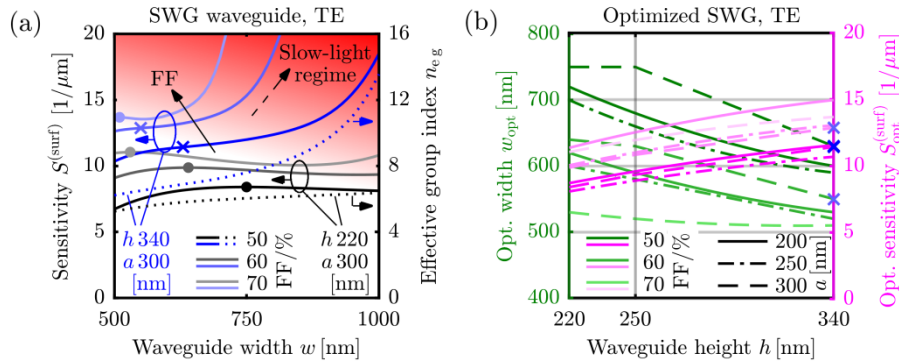 (a)
SWG waveguide, TE
20
15
10
5
0
Sensitivity S(surf) [1/µm]
16
12
8
4
0
Effective group index neg
FF
Slow-light
regime
h 340
a 300
[nm]
50
60
70
FF/%
h 220
a 300
[nm]
500
750
1000
Waveguide width w [nm]
(b)
Optimized SWG, TE
800
700
600
500
400
Opt. width wopt [nm]
20
15
10
5
0
Opt. sensitivity Sopt(surf) [1/µm]
50
60
70
FF/%
200
250
300
a [nm]
220
250
340
Waveguide height h [nm]